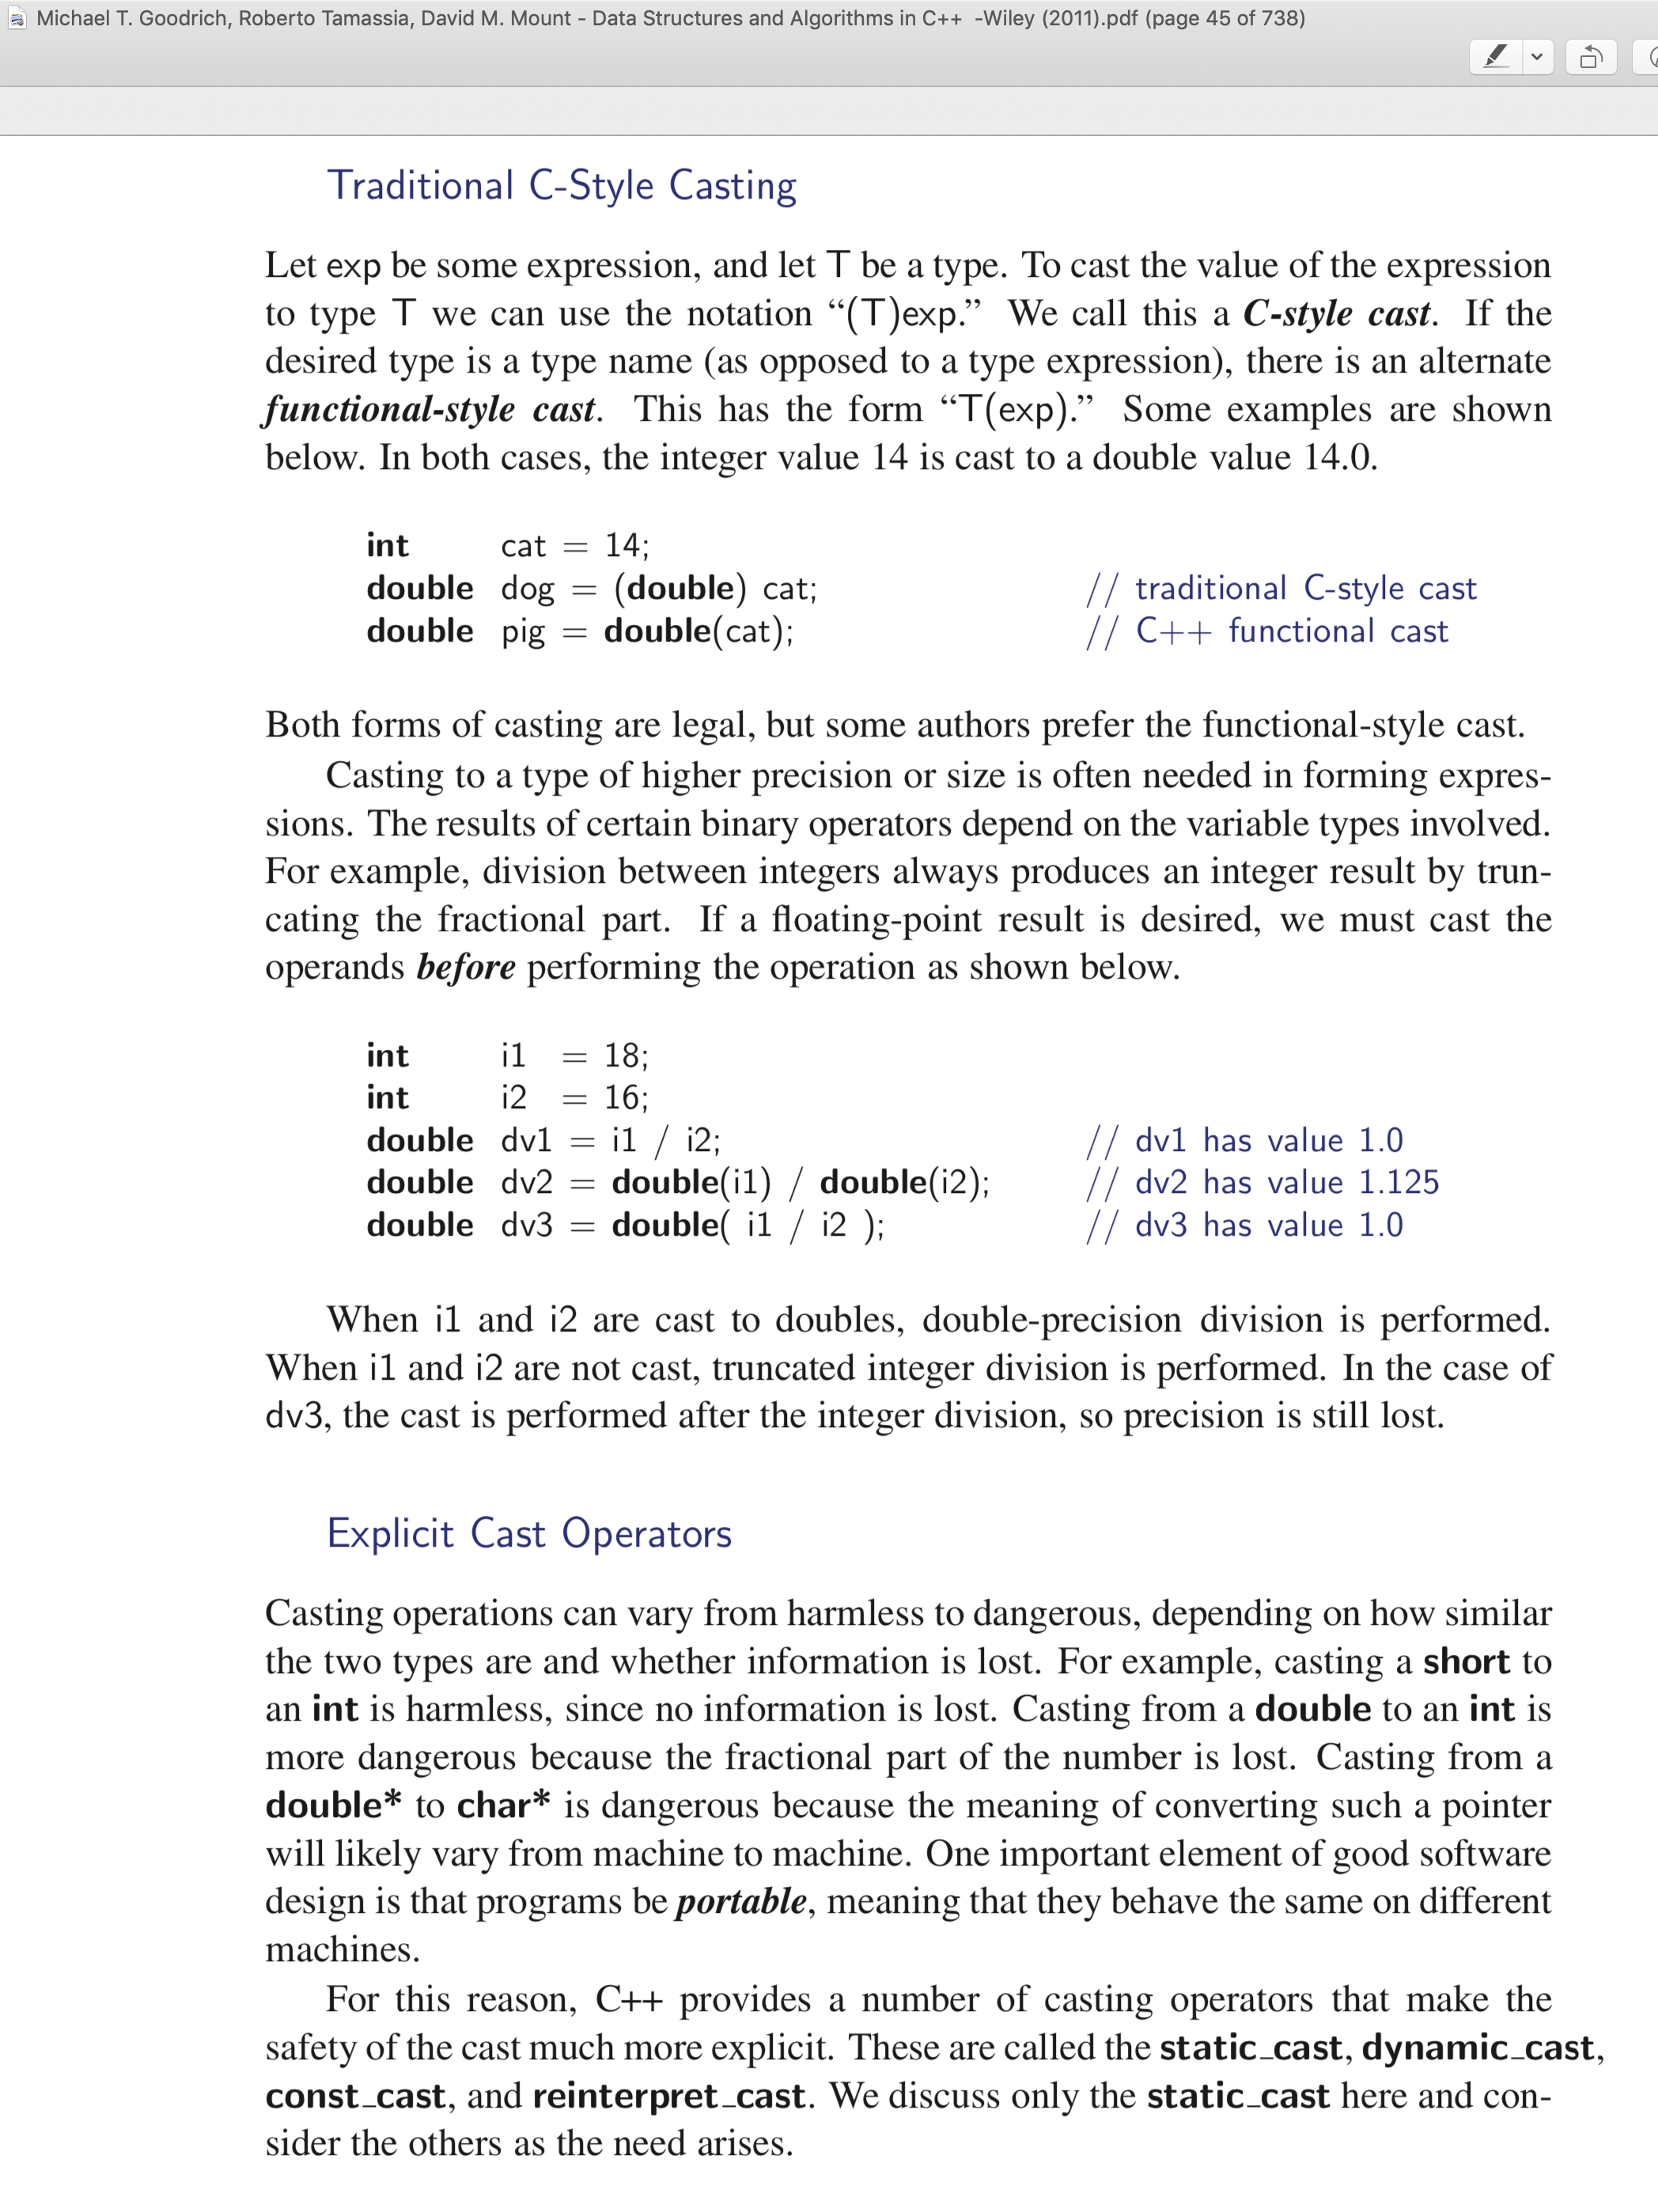 Michael T. Goodrich, Roberto Tamassia, David M. Mount - Data Structures and Algorithms in C++ -Wiley (2011).pdf (page 45 of 738)
Traditional C-Style Casting
Let exp be some expression, and let T be a type. To cast the value of the expression
to type T we can use the notation “(T)exp.” We call this a C-style cast. If the
desired type is a type name (as opposed to a type expression), there is an alternate
functional-style cast. This has the form “T(exp).” Some examples are shown
below. In both cases, the integer value 14 is cast to a double value 14.0.
int cat = 14;
double dog = (double) cat; // traditional C-style cast
double pig = double(cat); // C++ functional cast
Both forms of casting are legal, but some authors prefer the functional-style cast.
Casting to a type of higher precision or size is often needed in forming expres-
sions. The results of certain binary operators depend on the variable types involved.
For example, division between integers always produces an integer result by trun-
cating the fractional part. If a floating-point result is desired, we must cast the
operands before performing the operation as shown below.
int i1 = 18;
int i2 = 16;
double dv1 = i1 / i2; // dv1 has value 1.0
double dv2 = double(i1) / double(i2); // dv2 has value 1.125
double dv3 = double( i1 / i2 ); // dv3 has value 1.0
When i1 and i2 are cast to doubles, double-precision division is performed.
When i1 and i2 are not cast, truncated integer division is performed. In the case of
dv3, the cast is performed after the integer division, so precision is still lost.
Explicit Cast Operators
Casting operations can vary from harmless to dangerous, depending on how similar
the two types are and whether information is lost. For example, casting a short to
an int is harmless, since no information is lost. Casting from a double to an int is
more dangerous because the fractional part of the number is lost. Casting from a
double* to char* is dangerous because the meaning of converting such a pointer
will likely vary from machine to machine. One important element of good software
design is that programs be portable, meaning that they behave the same on different
machines.
For this reason, C++ provides a number of casting operators that make the
safety of the cast much more explicit. These are called the static_cast, dynamic_cast,
const_cast, and reinterpret_cast. We discuss only the static_cast here and con-
sider the others as the need arises.